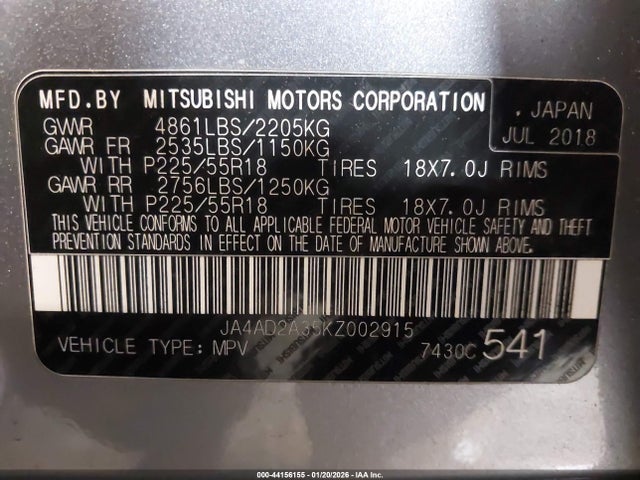 MFD.BY MITSUBISHI MOTORS CORPORATION
, JAPAN
JUL 2018
GVWR 4861LBS/2205KG
GAWR FR 2535LBS/1150KG
WITH P225/55R18 TIRES 18X7.0J RIMS
GAWR RR 2756LBS/1250KG
WITH P225/55R18 TIRES 18X7.0J RIMS
THIS VEHICLE CONFORMS TO ALL APPLICABLE FEDERAL MOTOR VEHICLE SAFETY AND THEFT
PREVENTION STANDARDS IN EFFECT ON THE DATE OF MANUFACTURE SHOWN ABOVE.
JA4AD2A35KZ002915
VEHICLE TYPE: MPV 7430C 541
000-44156155 - 01/20/2026 - IAA Inc.